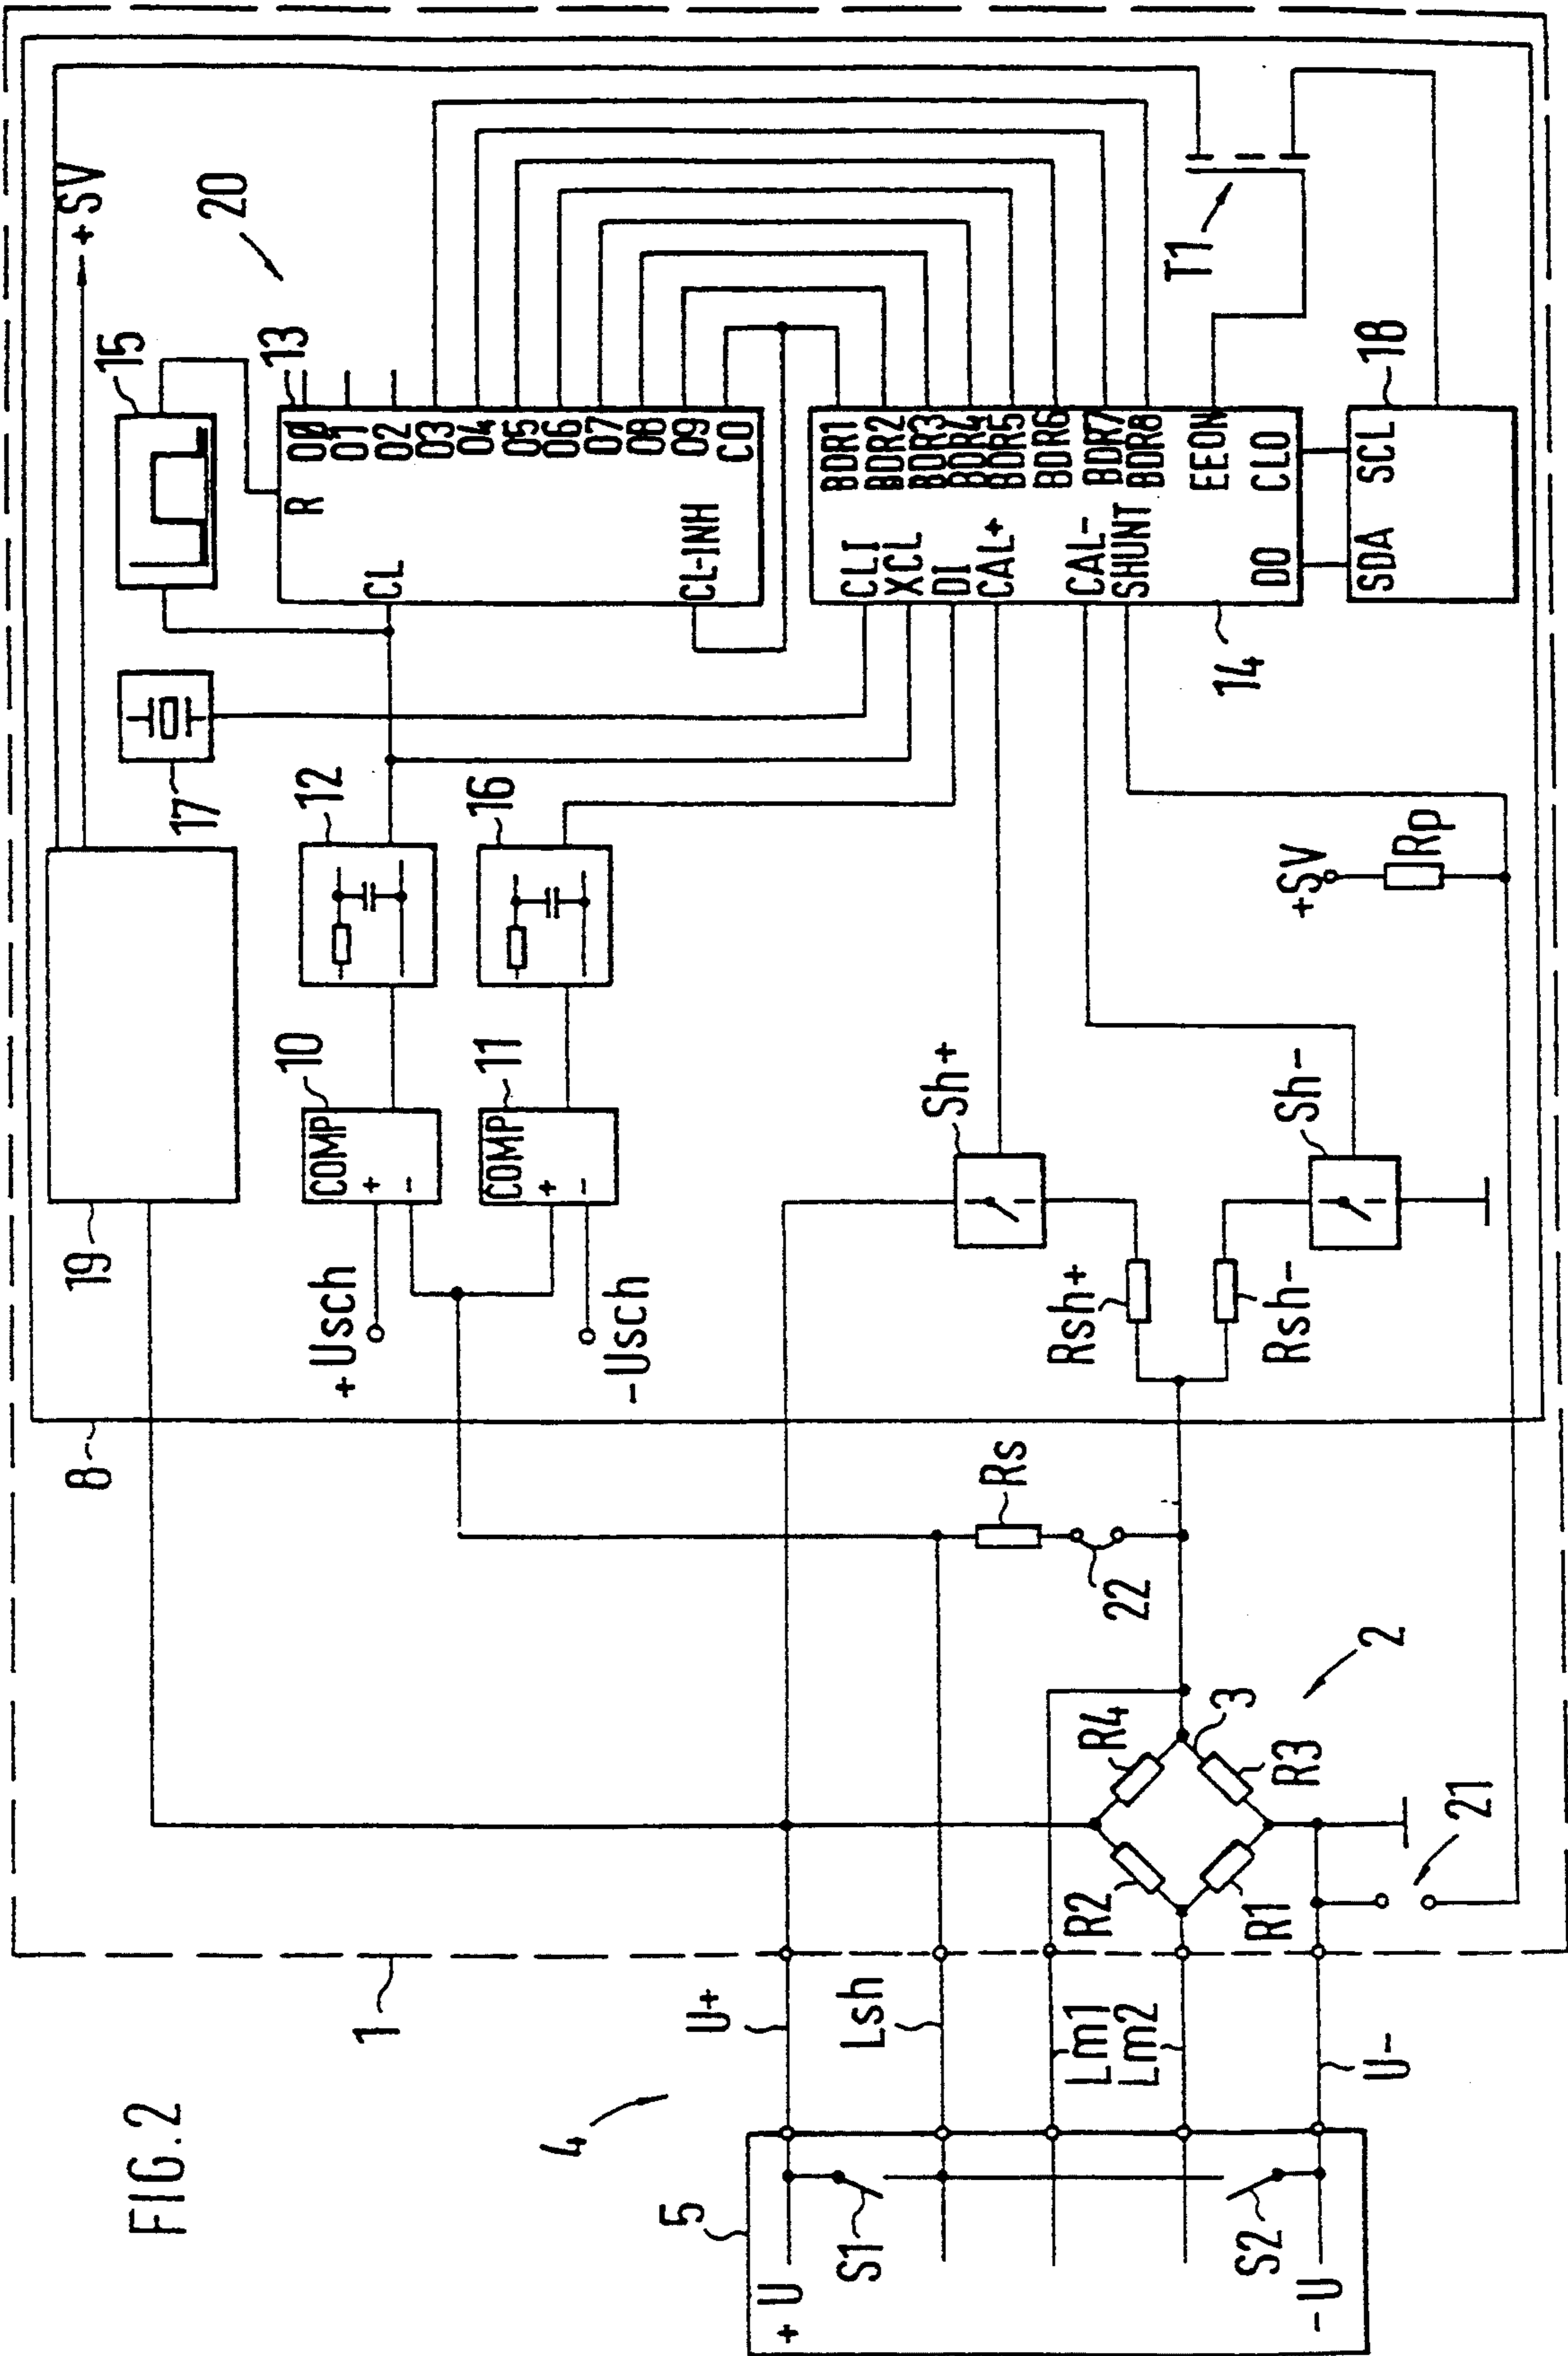 FIG.2
+SV
20
15
13
17
12
16
R
CL
CL-INH
OØ
O1
O2
O3
O4
O5
O6
O7
O8
O9
CO
CLI
XCL
DI
CAL+
CAL-
SHUNT
BDR1
BDR2
BDR3
BDR4
BDR5
BDR6
BDR7
BDR8
EEON
DO
CLO
14
SDA
SCL
18
T1
19
10
COMP
+
-
11
COMP
+
-
+Usch
-Usch
Sh+
Sh-
Rsh+
Rsh-
+SV
Rp
8
Rs
22
2
3
R4
R3
R2
R1
21
1
4
U+
Lsh
Lm1
Lm2
U-
5
S1
S2
+U
-U